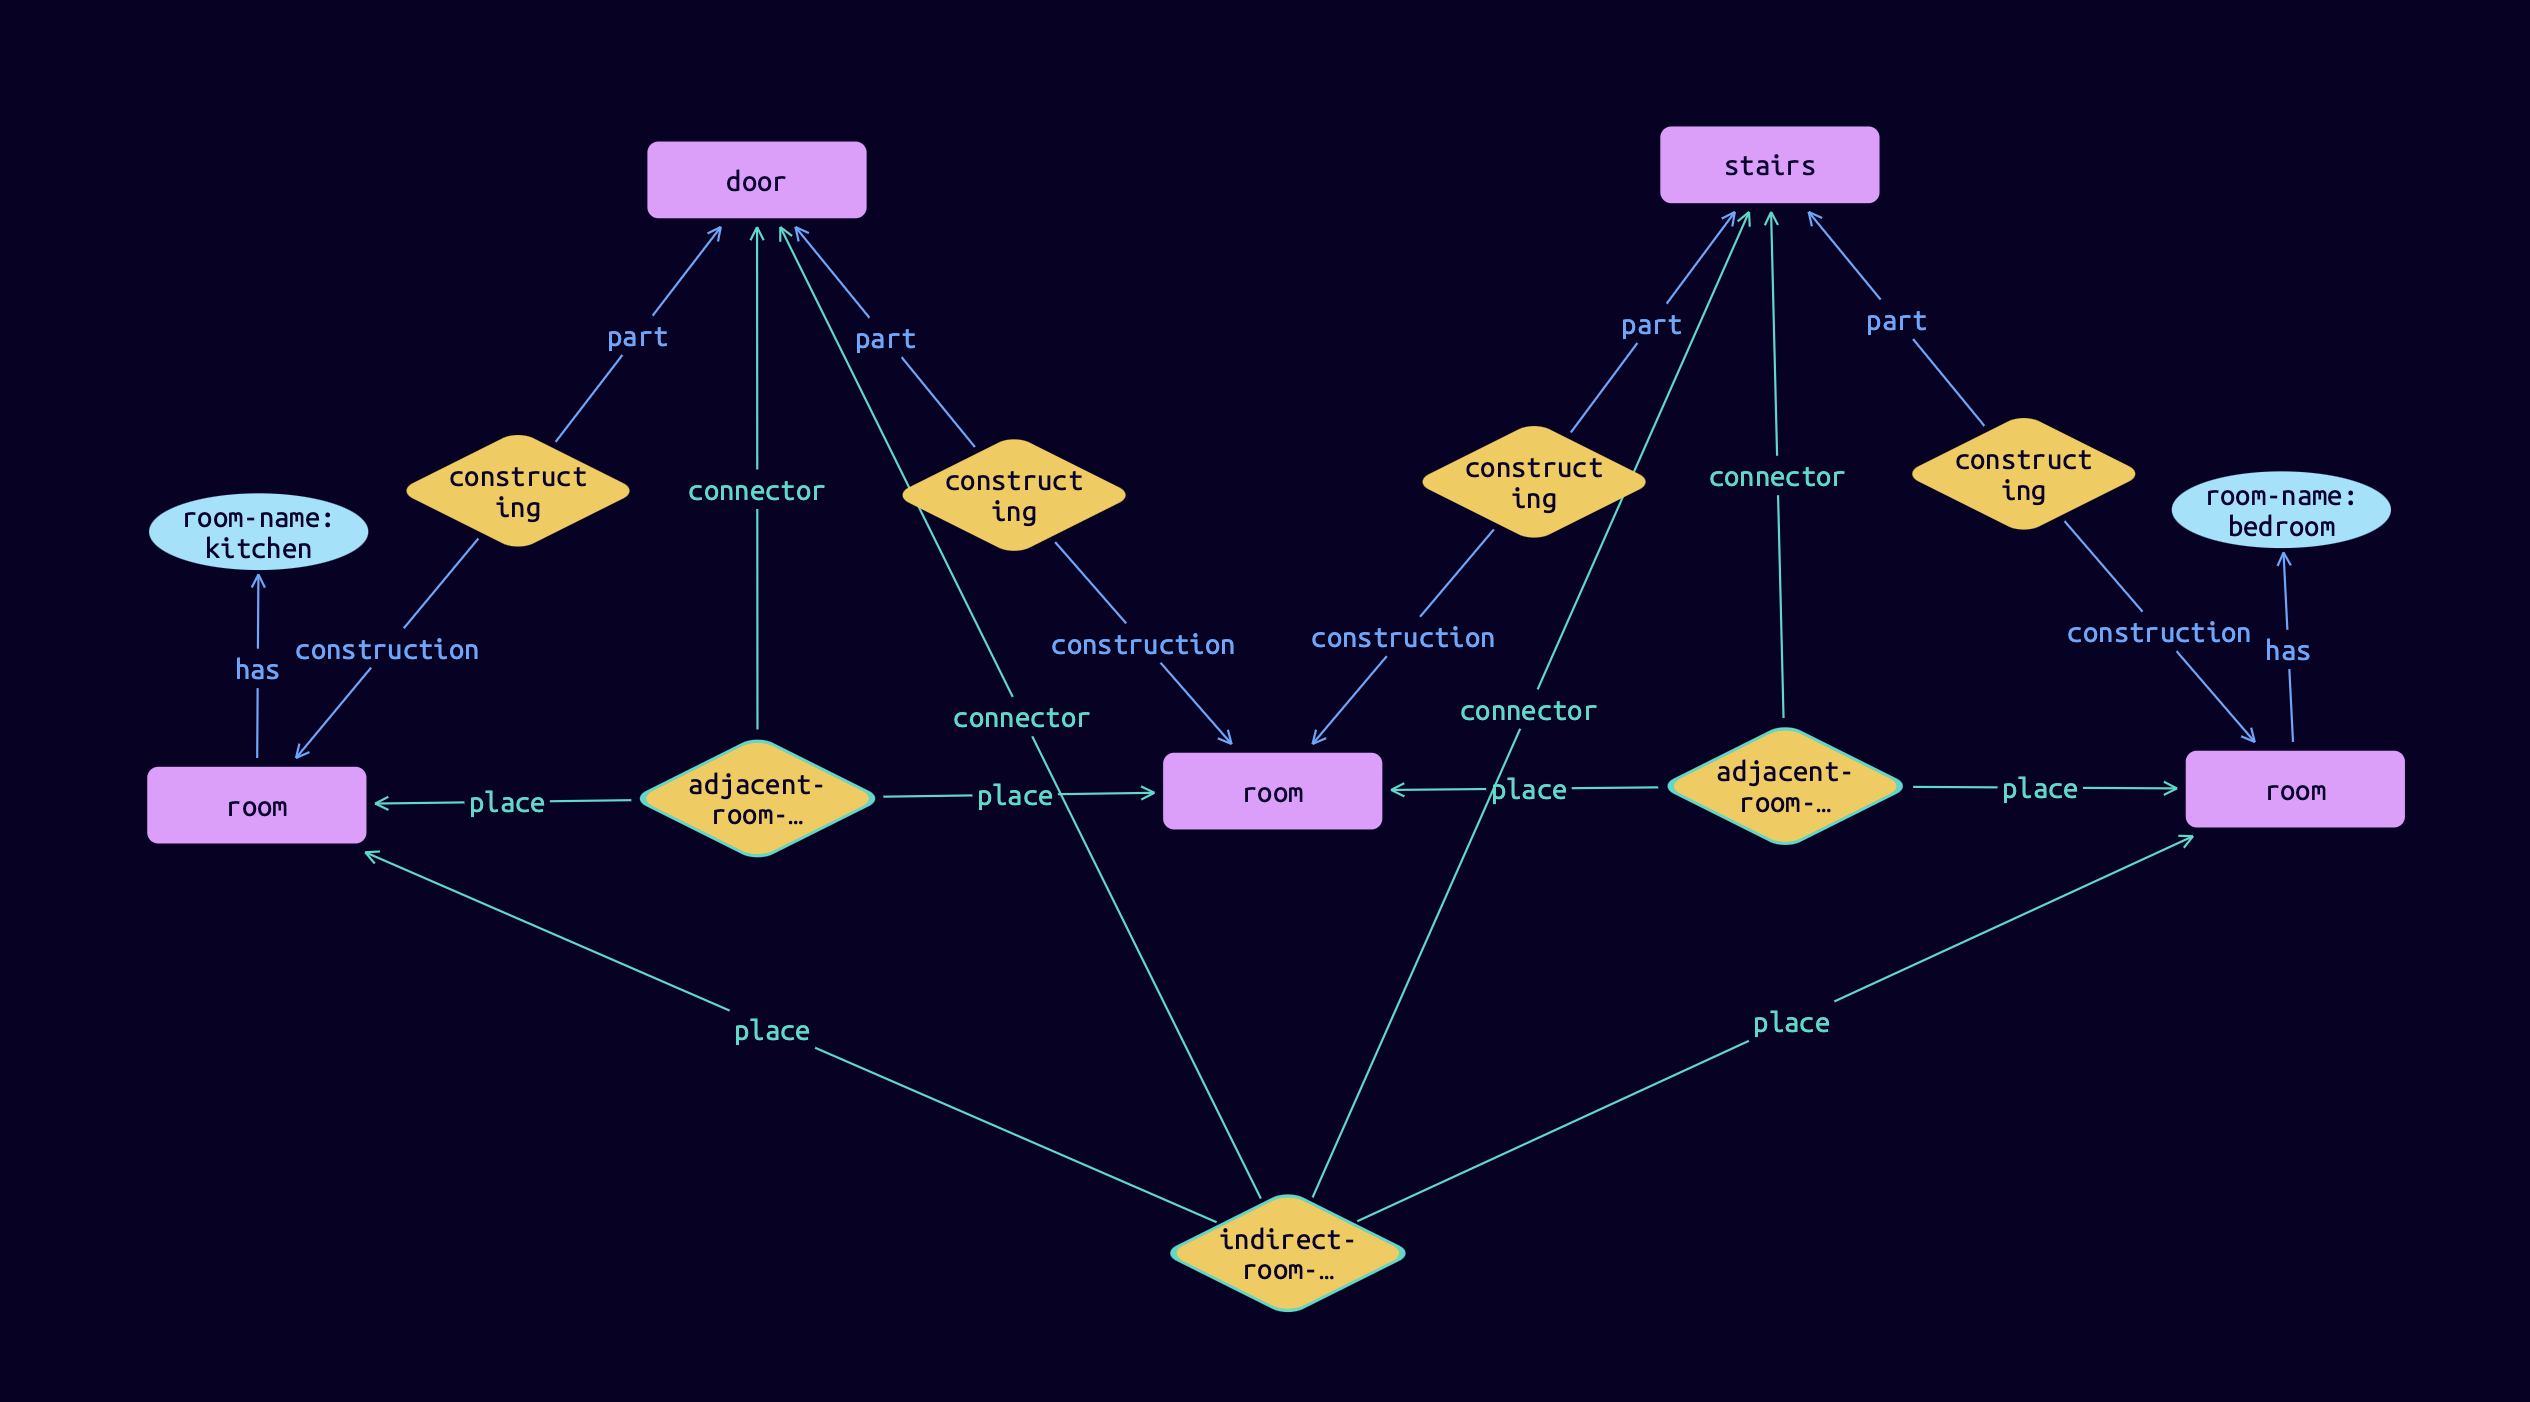 door
stairs
part
part
part
part
construct
ing
construct
ing
construct
ing
construct
ing
connector
connector
room-name:
kitchen
room-name:
bedroom
has
construction
construction
construction
construction
has
connector
connector
room
adjacent-
room-…
room
adjacent-
room-…
room
place
place
place
place
place
place
indirect-
room-…